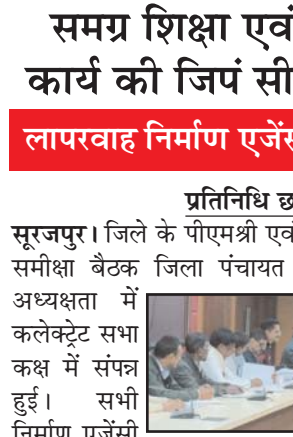 समग्र शिक्षा एवं
कार्य की जिपं सी
लापरवाह निर्माण एजेंस
प्रतिनिधि छ
सूरजपुर। जिले के पीएमश्री एवं
समीक्षा बैठक जिला पंचायत
अध्यक्षता में
कलेक्ट्रेट सभा
कक्ष में संपन्न
हुई। सभी
निर्माण एजेंसी